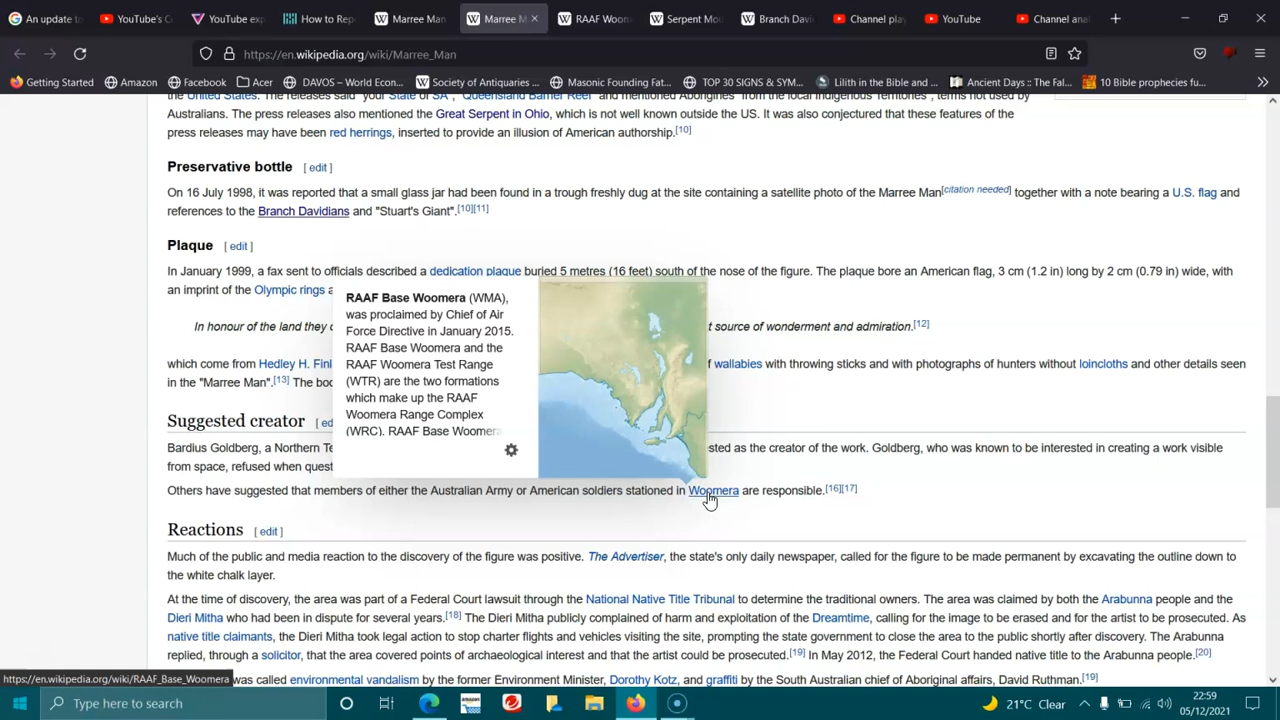 An update to
YouTube's C
YouTube exp
How to Repo
Marree Man
Marree M
RAAF Woom
Serpent Mou
Branch Davi
Channel play
YouTube
Channel ana
https://en.wikipedia.org/wiki/Marree_Man
Getting Started
Amazon
Facebook
Acer
DAVOS – World Econ...
Society of Antiquaries ...
Masonic Founding Fat...
TOP 30 SIGNS & SYM...
Lilith in the Bible and ...
Ancient Days :: The Fal...
10 Bible prophecies fu...
the United States. The releases said "your State of SA", "Queensland Barrier Reef" and mentioned Aborigines "from the local Indigenous Territories", terms not used by
Australians. The press releases also mentioned the Great Serpent in Ohio, which is not well known outside the US. It was also conjectured that these features of the
press releases may have been red herrings, inserted to provide an illusion of American authorship.[10]
Preservative bottle [ edit ]
On 16 July 1998, it was reported that a small glass jar had been found in a trough freshly dug at the site containing a satellite photo of the Marree Man[citation needed] together with a note bearing a U.S. flag and
references to the Branch Davidians and "Stuart's Giant".[10][11]
Plaque [ edit ]
In January 1999, a fax sent to officials described a dedication plaque buried 5 metres (16 feet) south of the nose of the figure. The plaque bore an American flag, 3 cm (1.2 in) long by 2 cm (0.79 in) wide, with
an imprint of the Olympic rings a
In honour of the land they o
t source of wonderment and admiration.[12]
which come from Hedley H. Finl
f wallabies with throwing sticks and with photographs of hunters without loincloths and other details seen
in the "Marree Man".[13] The boo
RAAF Base Woomera (WMA),
was proclaimed by Chief of Air
Force Directive in January 2015.
RAAF Base Woomera and the
RAAF Woomera Test Range
(WTR) are the two formations
which make up the RAAF
Woomera Range Complex
(WRC). RAAF Base Woomera
Suggested creator [ ed
Bardius Goldberg, a Northern Te
sted as the creator of the work. Goldberg, who was known to be interested in creating a work visible
from space, refused when quest
Others have suggested that members of either the Australian Army or American soldiers stationed in Woomera are responsible.[16][17]
Reactions [ edit ]
Much of the public and media reaction to the discovery of the figure was positive. The Advertiser, the state's only daily newspaper, called for the figure to be made permanent by excavating the outline down to
the white chalk layer.
At the time of discovery, the area was part of a Federal Court lawsuit through the National Native Title Tribunal to determine the traditional owners. The area was claimed by both the Arabunna people and the
Dieri Mitha who had been in dispute for several years.[18] The Dieri Mitha publicly complained of harm and exploitation of the Dreamtime, calling for the image to be erased and for the artist to be prosecuted. As
native title claimants, the Dieri Mitha took legal action to stop charter flights and vehicles visiting the site, prompting the state government to close the area to the public shortly after discovery. The Arabunna
replied, through a solicitor, that the area covered points of archaeological interest and that the artist could be prosecuted.[19] In May 2012, the Federal Court handed native title to the Arabunna people.[20]
was called environmental vandalism by the former Environment Minister, Dorothy Kotz, and graffiti by the South Australian chief of Aboriginal affairs, David Ruthman.[19]
https://en.wikipedia.org/wiki/RAAF_Base_Woomera
Type here to search
21°C Clear
22:59
05/12/2021